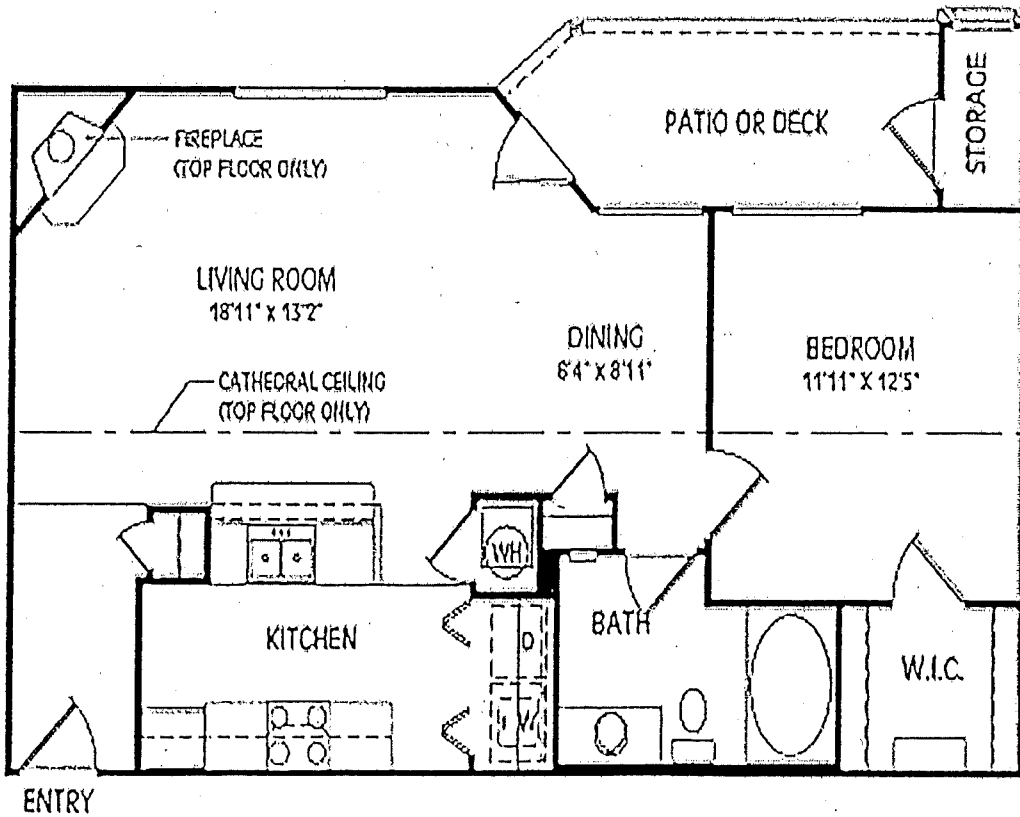 STORAGE
PATIO OR DECK
FIREPLACE
(TOP FLOOR ONLY)
LIVING ROOM
18'11" X 13'2"
DINING
6'4" X 8'11"
BEDROOM
11'11" X 12'5"
CATHEDRAL CEILING
(TOP FLOOR ONLY)
WH
KITCHEN
D
BATH
W.I.C.
W
ENTRY